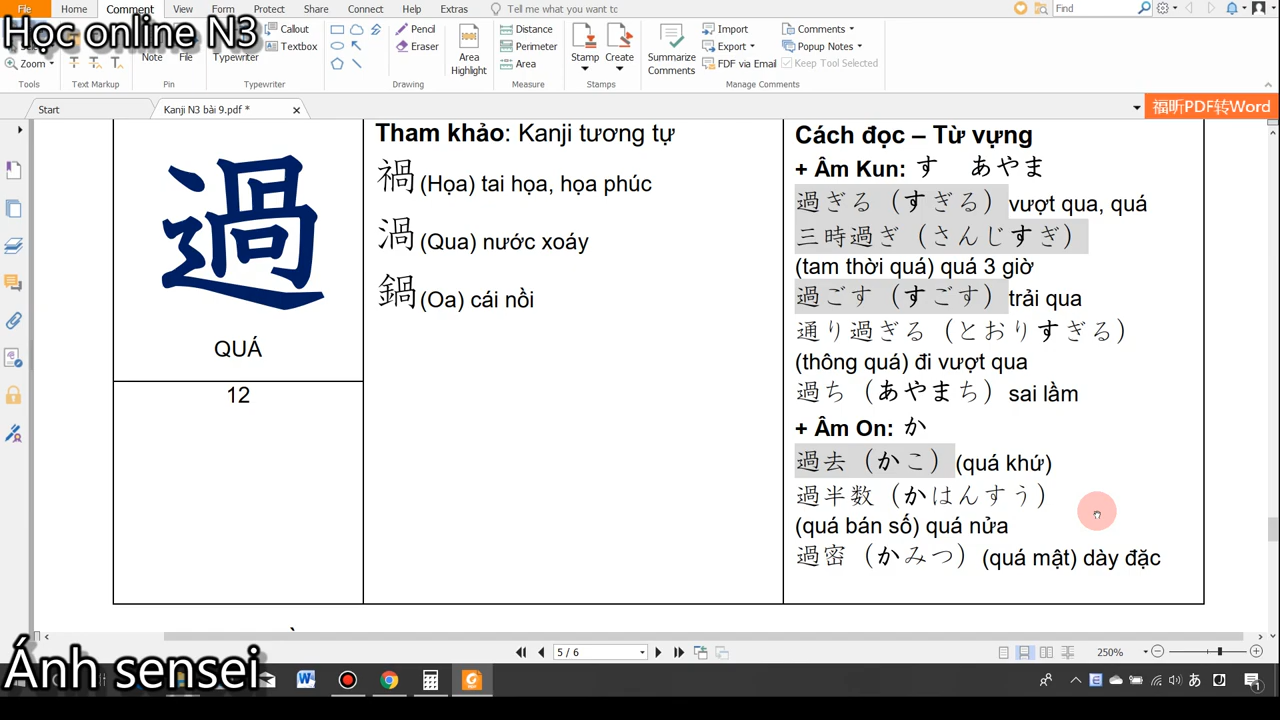 File Home Comment View Form Protect Share Connect Help Extras Tell me what you want to Find
Học online N3
Callout
Textbox
Pencil
Eraser
Area
Highlight
Distance
Perimeter
Area
Stamp
Create
Summarize
Comments
Import
Export
FDF via Email
Comments
Popup Notes
Keep Tool Selected
Zoom
Note
File
Typewriter
Tools Text Markup Pin Typewriter Drawing Measure Stamps Manage Comments
Start Kanji N3 bài 9.pdf * 福昕PDF转Word
過
QUÁ
12
Tham khảo: Kanji tương tự
禍 (Họa) tai họa, họa phúc
渦 (Qua) nước xoáy
鍋 (Oa) cái nồi
Cách đọc – Từ vựng
+ Âm Kun: す あやま
過ぎる（すぎる）vượt qua, quá
三時過ぎ（さんじすぎ）
(tam thời quá) quá 3 giờ
過ごす（すごす）trải qua
通り過ぎる（とおりすぎる）
(thông quá) đi vượt qua
過ち（あやまち）sai lầm
+ Âm On: か
過去（かこ）(quá khứ)
過半数（かはんすう）
(quá bán số) quá nửa
過密（かみつ）(quá mật) dày đặc
5 / 6 250%
Ánh sensei